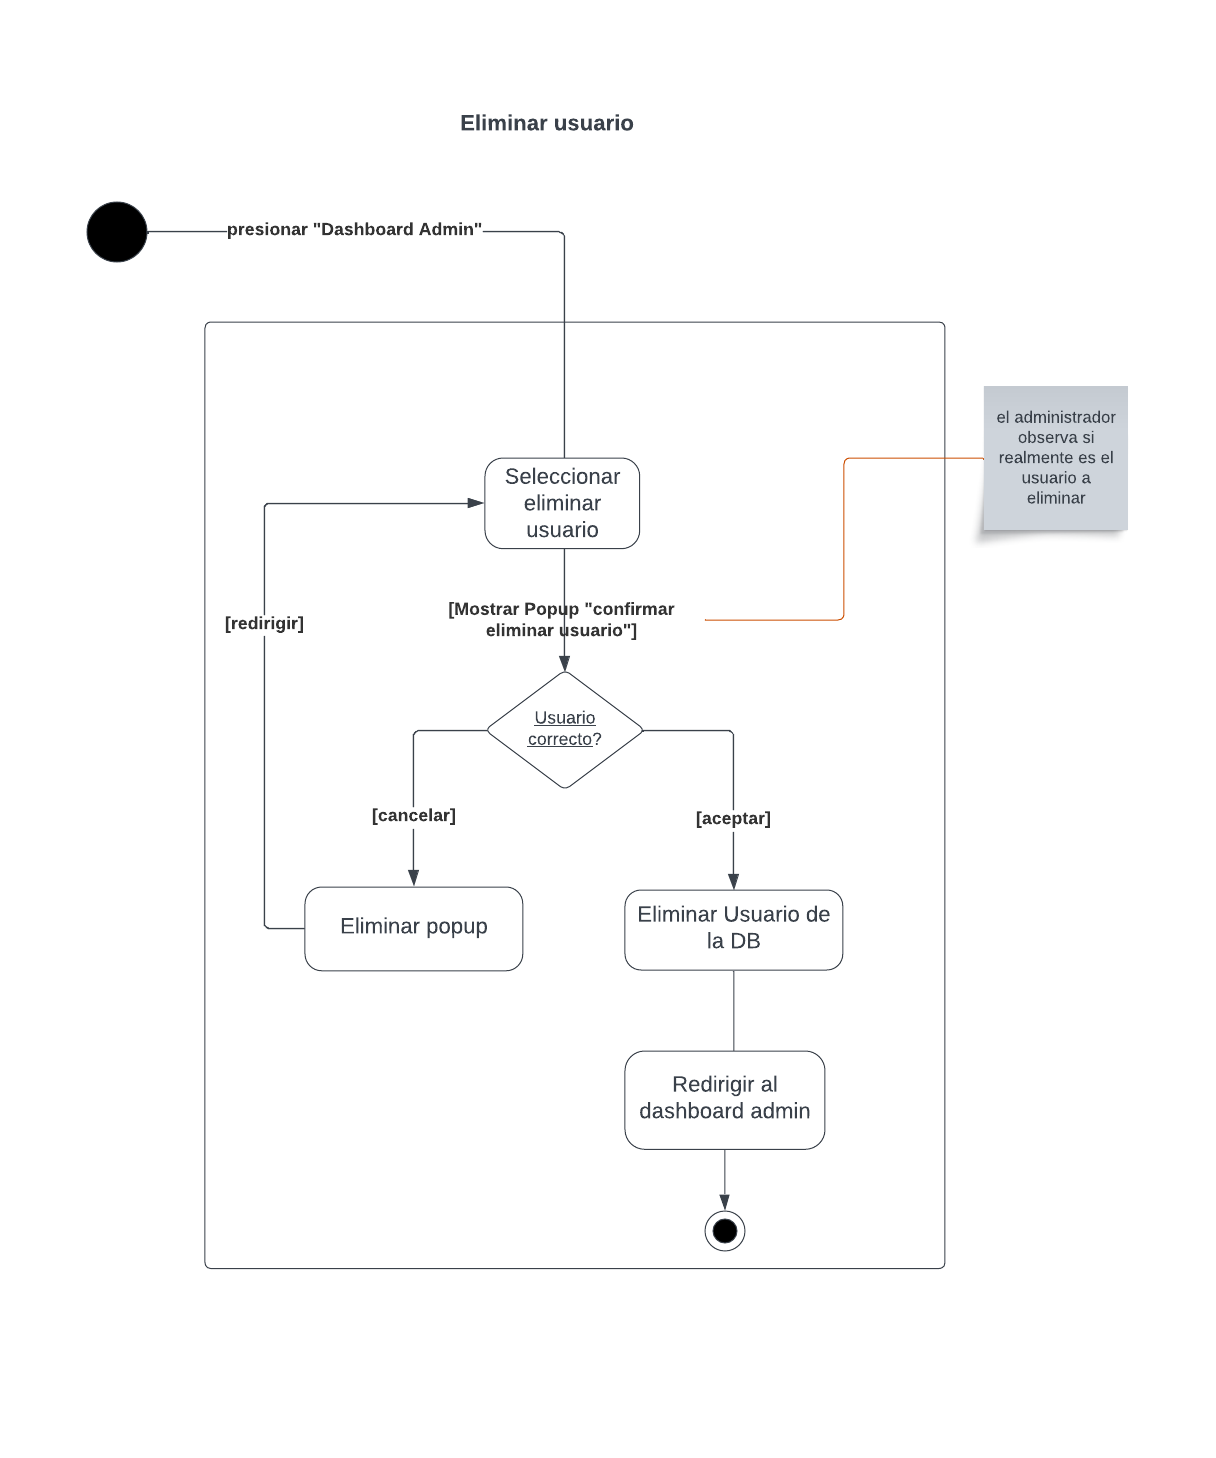 Eliminar usuario
presionar "Dashboard Admin"
el administrador
observa si
realmente es el
usuario a
eliminar
Seleccionar
eliminar
usuario
[Mostrar Popup "confirmar
eliminar usuario"]
[redirigir]
Usuario
correcto?
[cancelar]
[aceptar]
Eliminar popup
Eliminar Usuario de
la DB
Redirigir al
dashboard admin